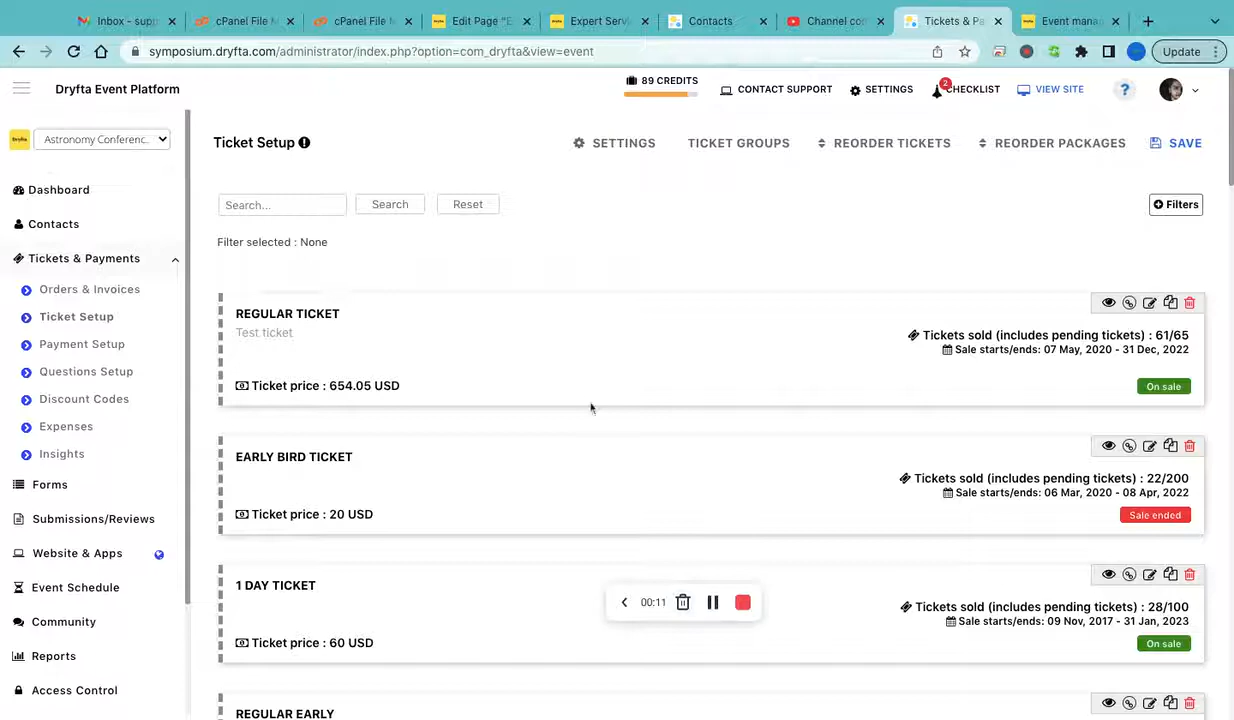 Inbox - supp
cPanel File M
cPanel File M
Edit Page "E
Expert Servi
Contacts
Channel con
Tickets & Pa
Event mana
symposium.dryfta.com/administrator/index.php?option=com_dryfta&view=event
Update
Dryfta Event Platform
89 CREDITS
CONTACT SUPPORT
SETTINGS
2
CHECKLIST
VIEW SITE
?
Dryfta
Astronomy Conferenc..
Dashboard
Contacts
Tickets & Payments
Orders & Invoices
Ticket Setup
Payment Setup
Questions Setup
Discount Codes
Expenses
Insights
Forms
Submissions/Reviews
Website & Apps
Event Schedule
Community
Reports
Access Control
Ticket Setup
SETTINGS
TICKET GROUPS
REORDER TICKETS
REORDER PACKAGES
SAVE
Search...
Search
Reset
Filters
Filter selected : None
REGULAR TICKET
Test ticket
Tickets sold (includes pending tickets) : 61/65
Sale starts/ends: 07 May, 2020 - 31 Dec, 2022
Ticket price : 654.05 USD
On sale
EARLY BIRD TICKET
Tickets sold (includes pending tickets) : 22/200
Sale starts/ends: 06 Mar, 2020 - 08 Apr, 2022
Ticket price : 20 USD
Sale ended
1 DAY TICKET
Tickets sold (includes pending tickets) : 28/100
Sale starts/ends: 09 Nov, 2017 - 31 Jan, 2023
Ticket price : 60 USD
On sale
00:11
REGULAR EARLY